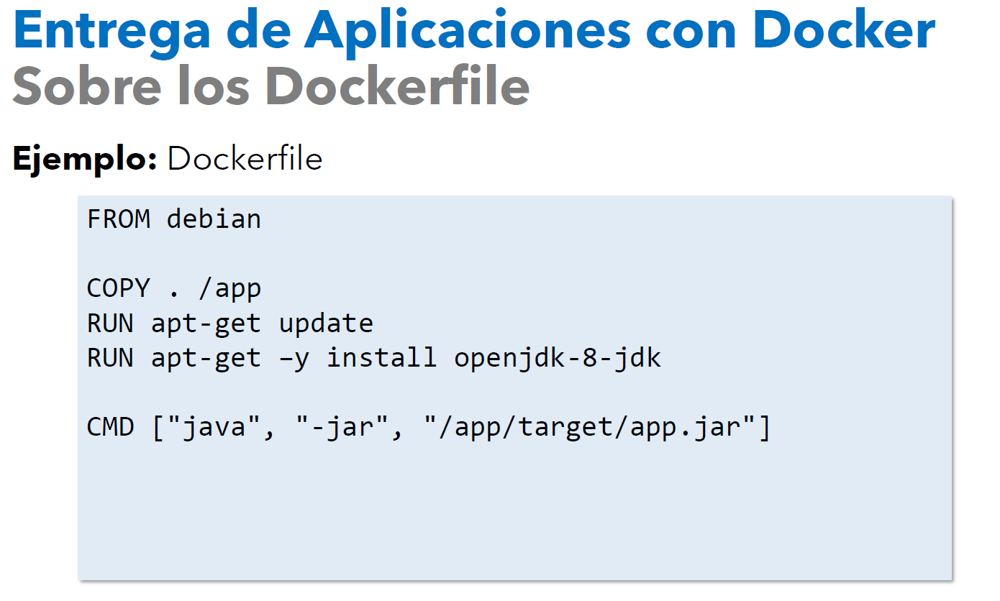 Entrega de Aplicaciones con Docker
Sobre los Dockerfile
Ejemplo: Dockerfile
FROM debian
COPY . /app
RUN apt-get update
RUN apt-get –y install openjdk-8-jdk
CMD ["java", "-jar", "/app/target/app.jar"]